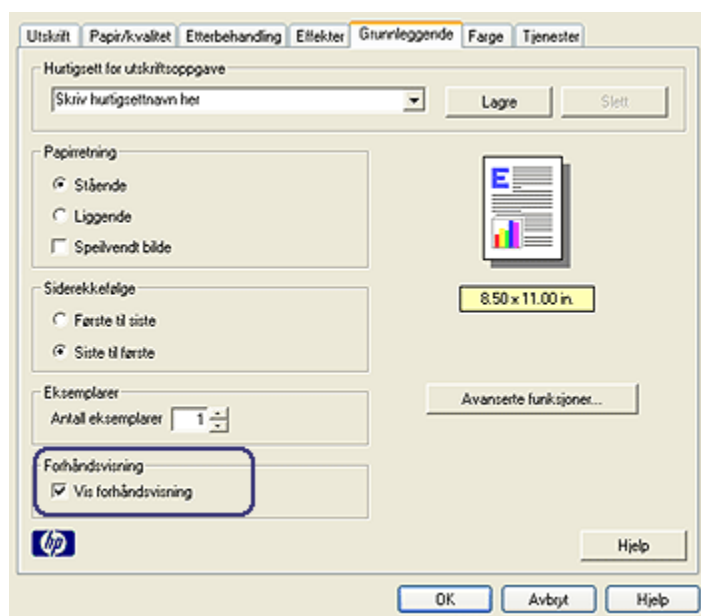 Utskrift Papir/kvalitet Etterbehandling Effekter Grunnleggende Farge Tjenester
Hurtigsett for utskriftsoppgave
Skriv hurtigsettnavn her Lagre Slett
Papirretning
Stående
Liggende
Speilvendt bilde
E
8.50 x 11.00 in.
Siderekkefølge
Første til siste
Siste til første
Eksemplarer
Antall eksemplarer 1
Avanserte funksjoner...
Forhåndsvisning
Vis forhåndsvisning
hp Hjelp
OK Avbryt Hjelp